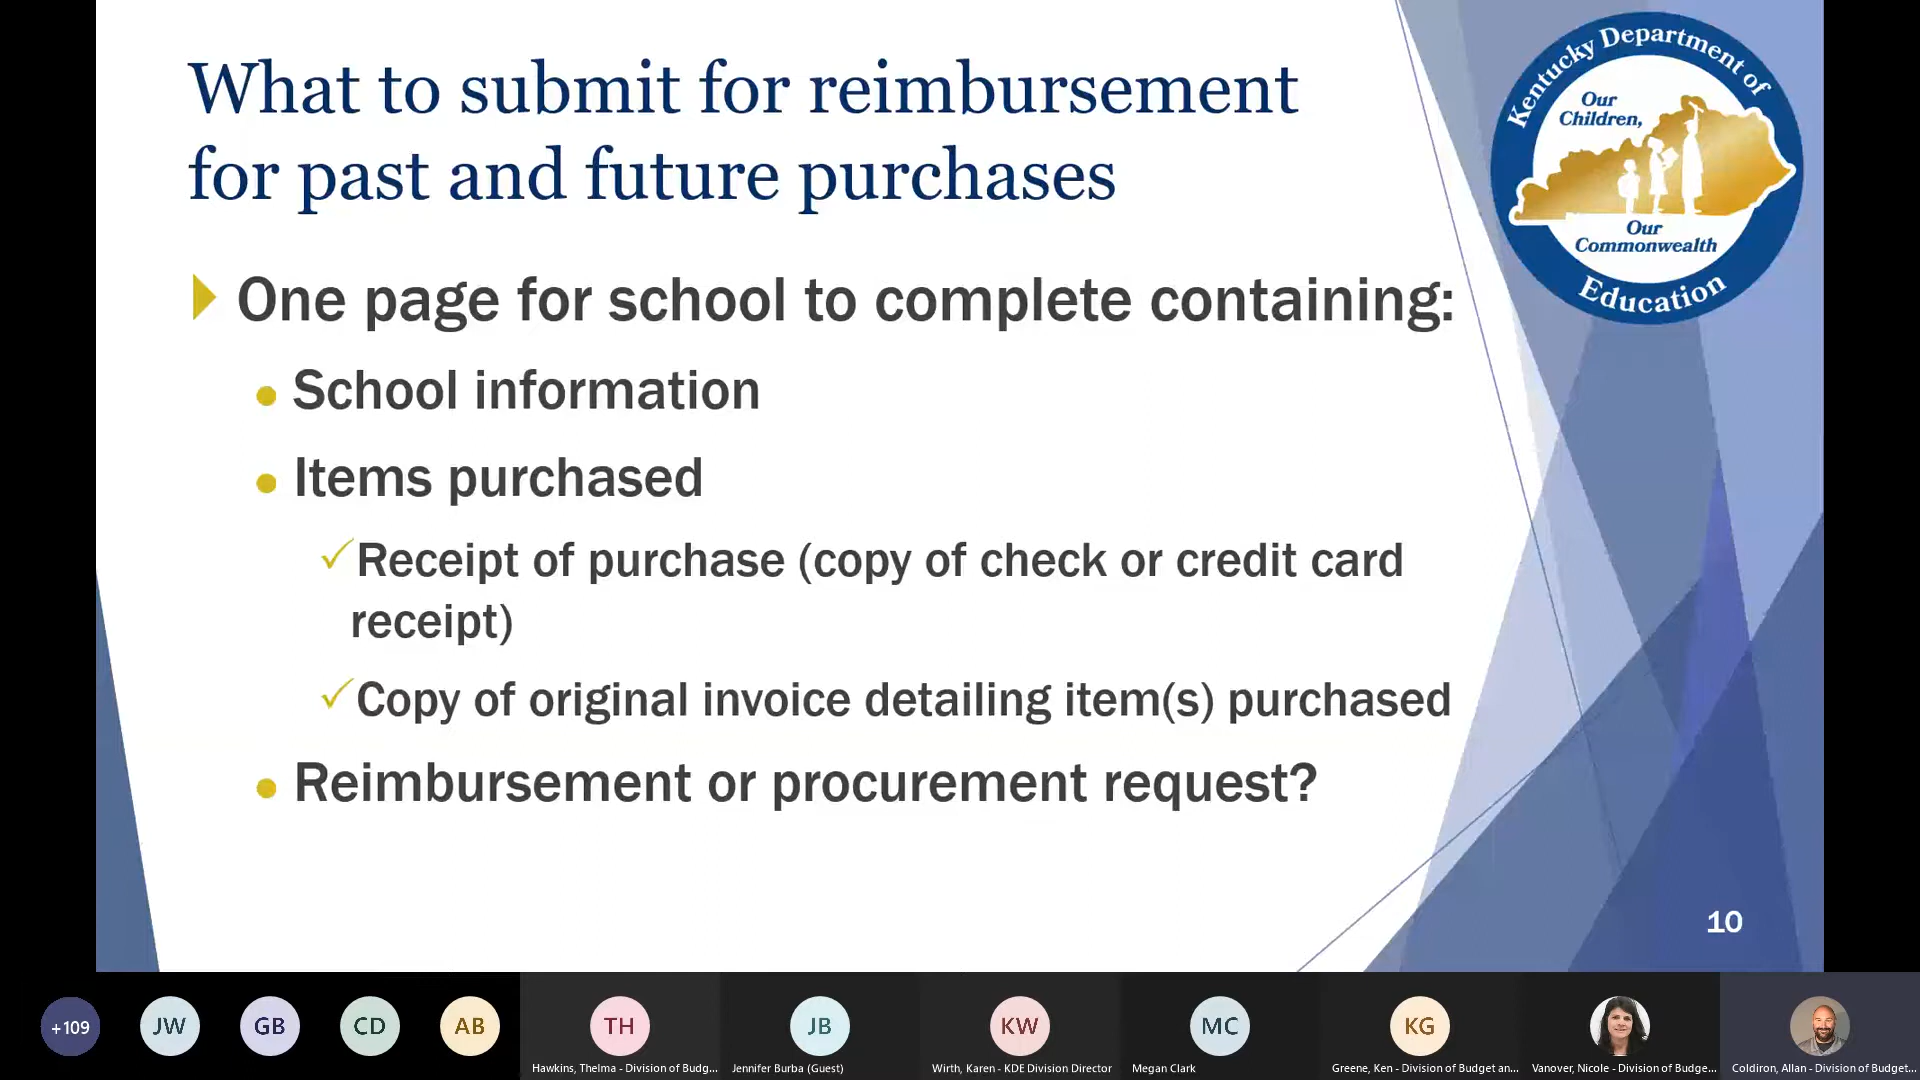 What to submit for reimbursement
for past and future purchases
Kentucky Department of
Education
Our
Children,
Our
Commonwealth
One page for school to complete containing:
School information
Items purchased
Receipt of purchase (copy of check or credit card
receipt)
Copy of original invoice detailing item(s) purchased
Reimbursement or procurement request?
10
+109
JW
GB
CD
AB
TH
JB
KW
MC
KG
Hawkins, Thelma - Division of Budg...
Jennifer Burba (Guest)
Wirth, Karen - KDE Division Director
Megan Clark
Greene, Ken - Division of Budget an...
Vanover, Nicole - Division of Budge...
Coldiron, Allan - Division of Budget...